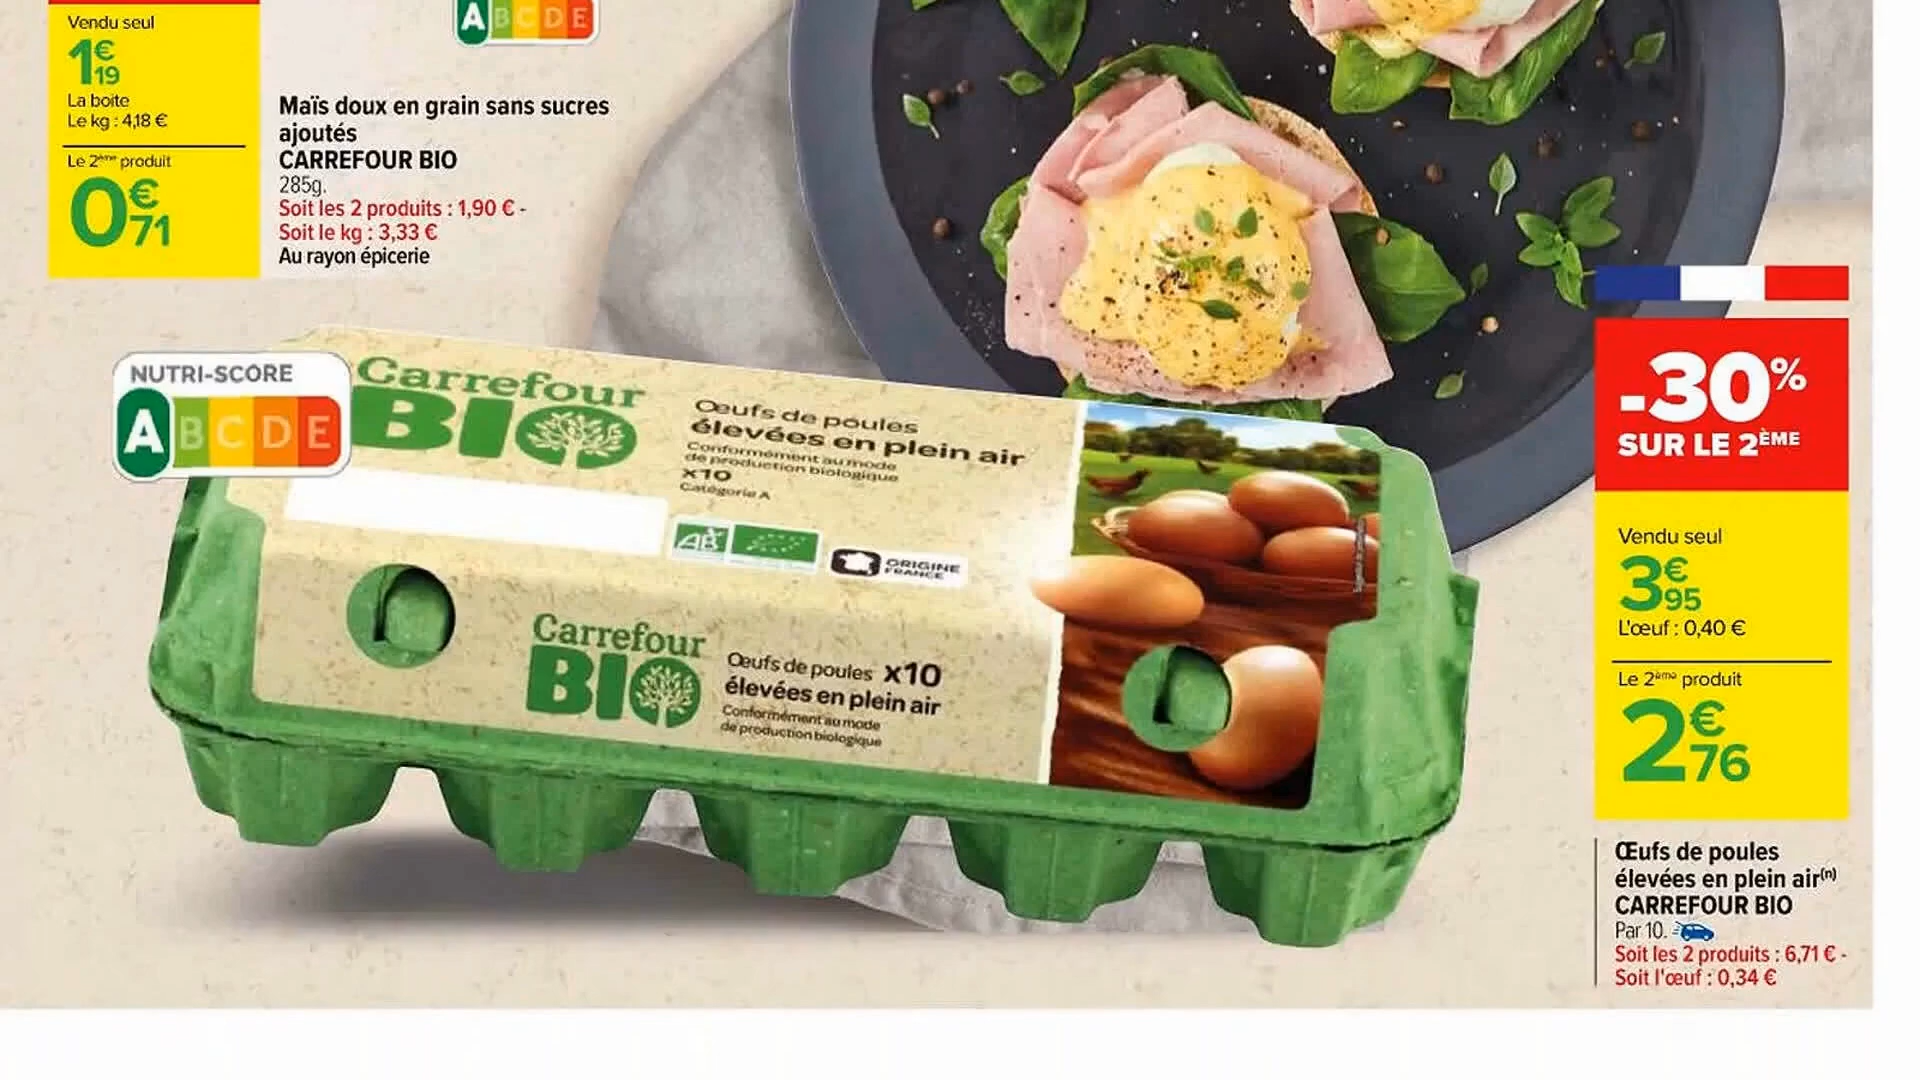 Vendu seul
1€19
La boite
Le kg : 4,18 €
Le 2ème produit
0€71
A B C D E
Maïs doux en grain sans sucres
ajoutés
CARREFOUR BIO
285g.
Soit les 2 produits : 1,90 € -
Soit le kg : 3,33 €
Au rayon épicerie
NUTRI-SCORE
A B C D E
Carrefour
BIO
Œufs de poules
élevées en plein air
Conformément au mode
de production biologique
x10
Catégorie A
AB
ORIGINE
FRANCE
Carrefour
BIO
Œufs de poules x10
élevées en plein air
Conformément au mode
de production biologique
-30%
SUR LE 2ÈME
Vendu seul
3€95
L'œuf : 0,40 €
Le 2ème produit
2€76
Œufs de poules
élevées en plein air(n)
CARREFOUR BIO
Par 10.
Soit les 2 produits : 6,71 € -
Soit l'œuf : 0,34 €